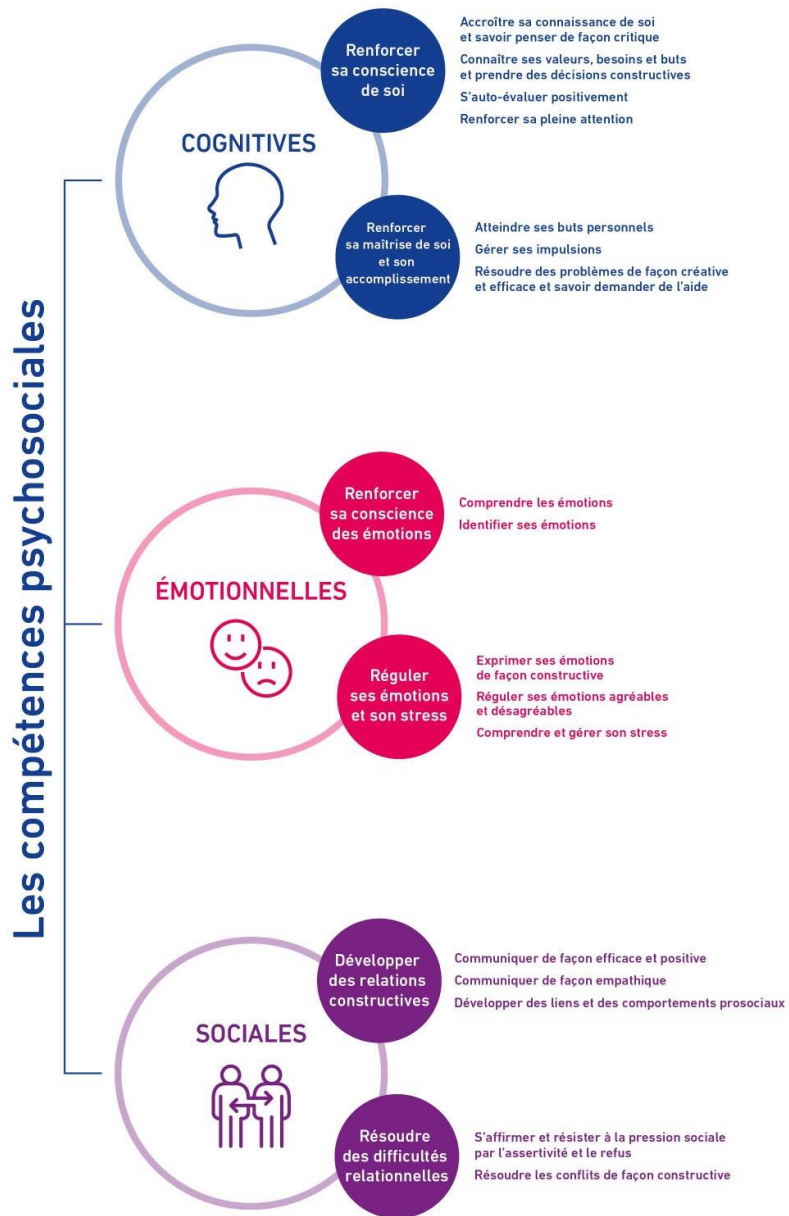 Les compétences psychosociales
COGNITIVES
Renforcer
sa conscience
de soi
Accroître sa connaissance de soi
et savoir penser de façon critique
Connaître ses valeurs, besoins et buts
et prendre des décisions constructives
S'auto-évaluer positivement
Renforcer sa pleine attention
Renforcer
sa maîtrise de soi
et son
accomplissement
Atteindre ses buts personnels
Gérer ses impulsions
Résoudre des problèmes de façon créative
et efficace et savoir demander de l'aide
ÉMOTIONNELLES
Renforcer
sa conscience
des émotions
Comprendre les émotions
Identifier ses émotions
Réguler
ses émotions
et son stress
Exprimer ses émotions
de façon constructive
Réguler ses émotions agréables
et désagréables
Comprendre et gérer son stress
SOCIALES
Développer
des relations
constructives
Communiquer de façon efficace et positive
Communiquer de façon empathique
Développer des liens et des comportements prosociaux
Résoudre
des difficultés
relationnelles
S'affirmer et résister à la pression sociale
par l'assertivité et le refus
Résoudre les conflits de façon constructive